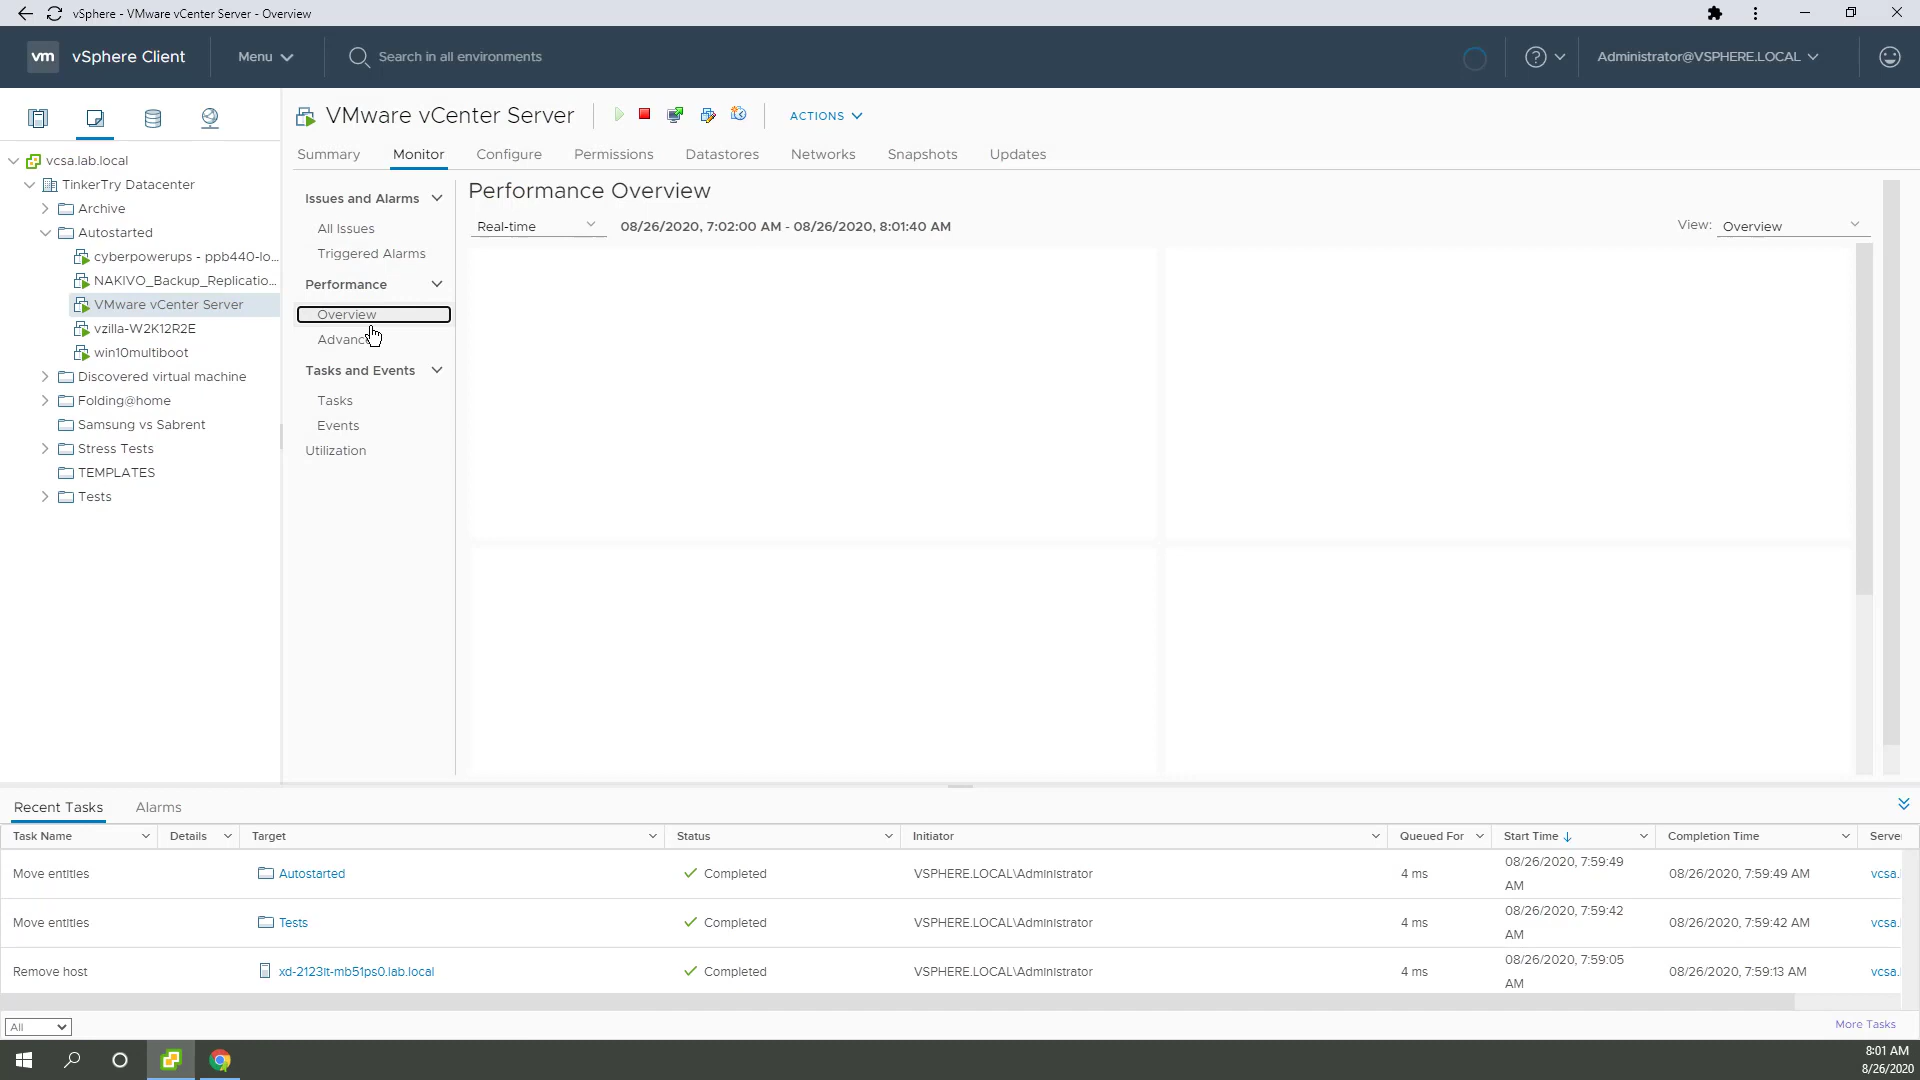 vSphere - VMware vCenter Server - Overview
vm vSphere Client Menu Search in all environments Administrator@VSPHERE.LOCAL
VMware vCenter Server ACTIONS
Summary Monitor Configure Permissions Datastores Networks Snapshots Updates
vcsa.lab.local
TinkerTry Datacenter
Archive
Autostarted
cyberpowerups - ppb440-lo...
NAKIVO_Backup_Replicatio...
VMware vCenter Server
vzilla-W2K12R2E
win10multiboot
Discovered virtual machine
Folding@home
Samsung vs Sabrent
Stress Tests
TEMPLATES
Tests
Issues and Alarms
All Issues
Triggered Alarms
Performance
Overview
Advanc
Tasks and Events
Tasks
Events
Utilization
Performance Overview
Real-time 08/26/2020, 7:02:00 AM - 08/26/2020, 8:01:40 AM View: Overview
Recent Tasks Alarms
Task Name Details Target Status Initiator Queued For Start Time Completion Time Server
Move entities Autostarted Completed VSPHERE.LOCAL\Administrator 4 ms 08/26/2020, 7:59:49 AM 08/26/2020, 7:59:49 AM vcsa.
Move entities Tests Completed VSPHERE.LOCAL\Administrator 4 ms 08/26/2020, 7:59:42 AM 08/26/2020, 7:59:42 AM vcsa.
Remove host xd-2123it-mb51ps0.lab.local Completed VSPHERE.LOCAL\Administrator 4 ms 08/26/2020, 7:59:05 AM 08/26/2020, 7:59:13 AM vcsa.
All More Tasks
8:01 AM
8/26/2020